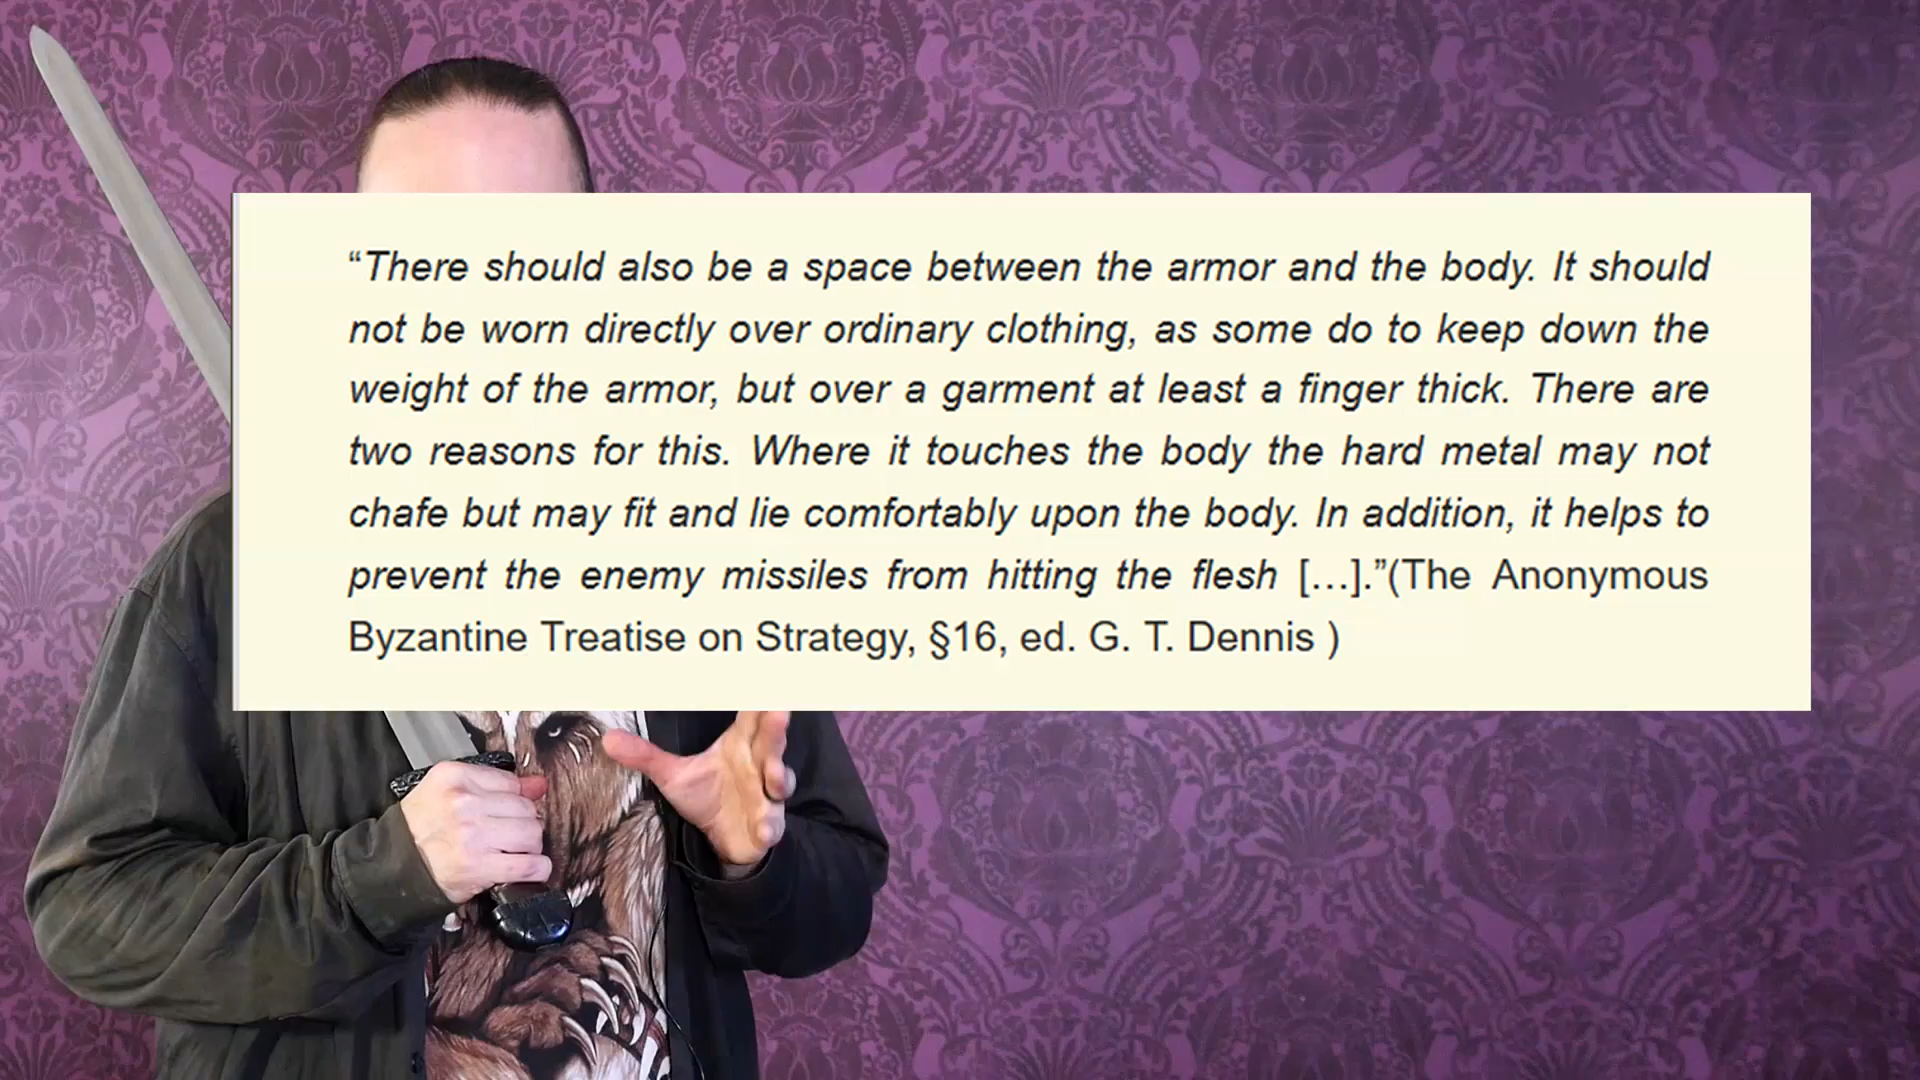 “There should also be a space between the armor and the body. It should
not be worn directly over ordinary clothing, as some do to keep down the
weight of the armor, but over a garment at least a finger thick. There are
two reasons for this. Where it touches the body the hard metal may not
chafe but may fit and lie comfortably upon the body. In addition, it helps to
prevent the enemy missiles from hitting the flesh […].”(The Anonymous
Byzantine Treatise on Strategy, §16, ed. G. T. Dennis )